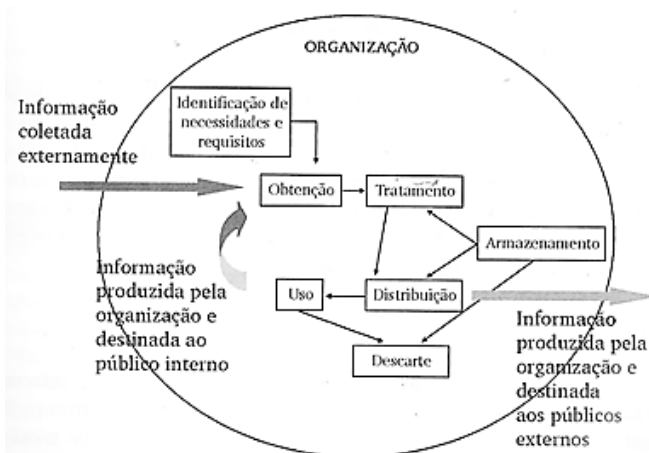 ORGANIZAÇÃO
Informação
coletada
externamente
Identificação de
necessidades e
requisitos
Obtenção
Tratamento
Armazenamento
Informação
produzida pela
organização e
destinada ao
público interno
Uso
Distribuição
Descarte
Informação
produzida pela
organização e
destinada
aos públicos
externos